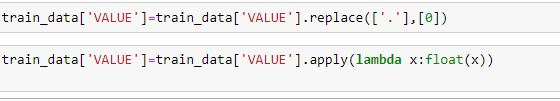 train_data['VALUE']=train_data['VALUE'].replace(['.'],[0])
train_data['VALUE']=train_data['VALUE'].apply(lambda x:float(x))